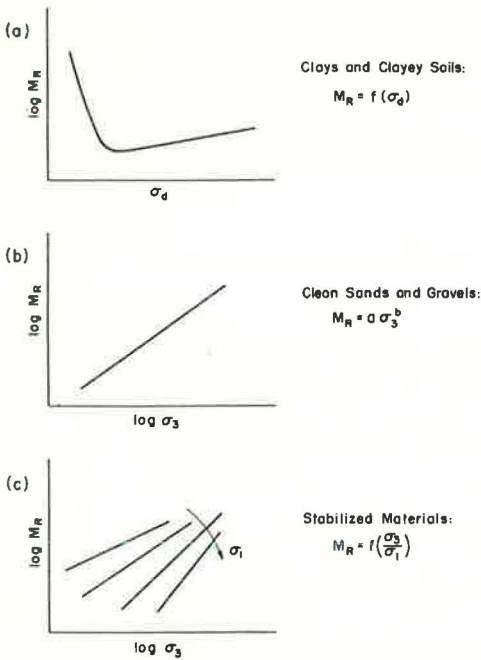 (a)
log M_R
σ_d
Clays and Clayey Soils:
M_R = f(σ_d)
(b)
log M_R
log σ_3
Clean Sands and Gravels:
M_R = a σ_3^b
(c)
log M_R
σ_1
log σ_3
Stabilized Materials:
M_R = f(σ_3/σ_1)